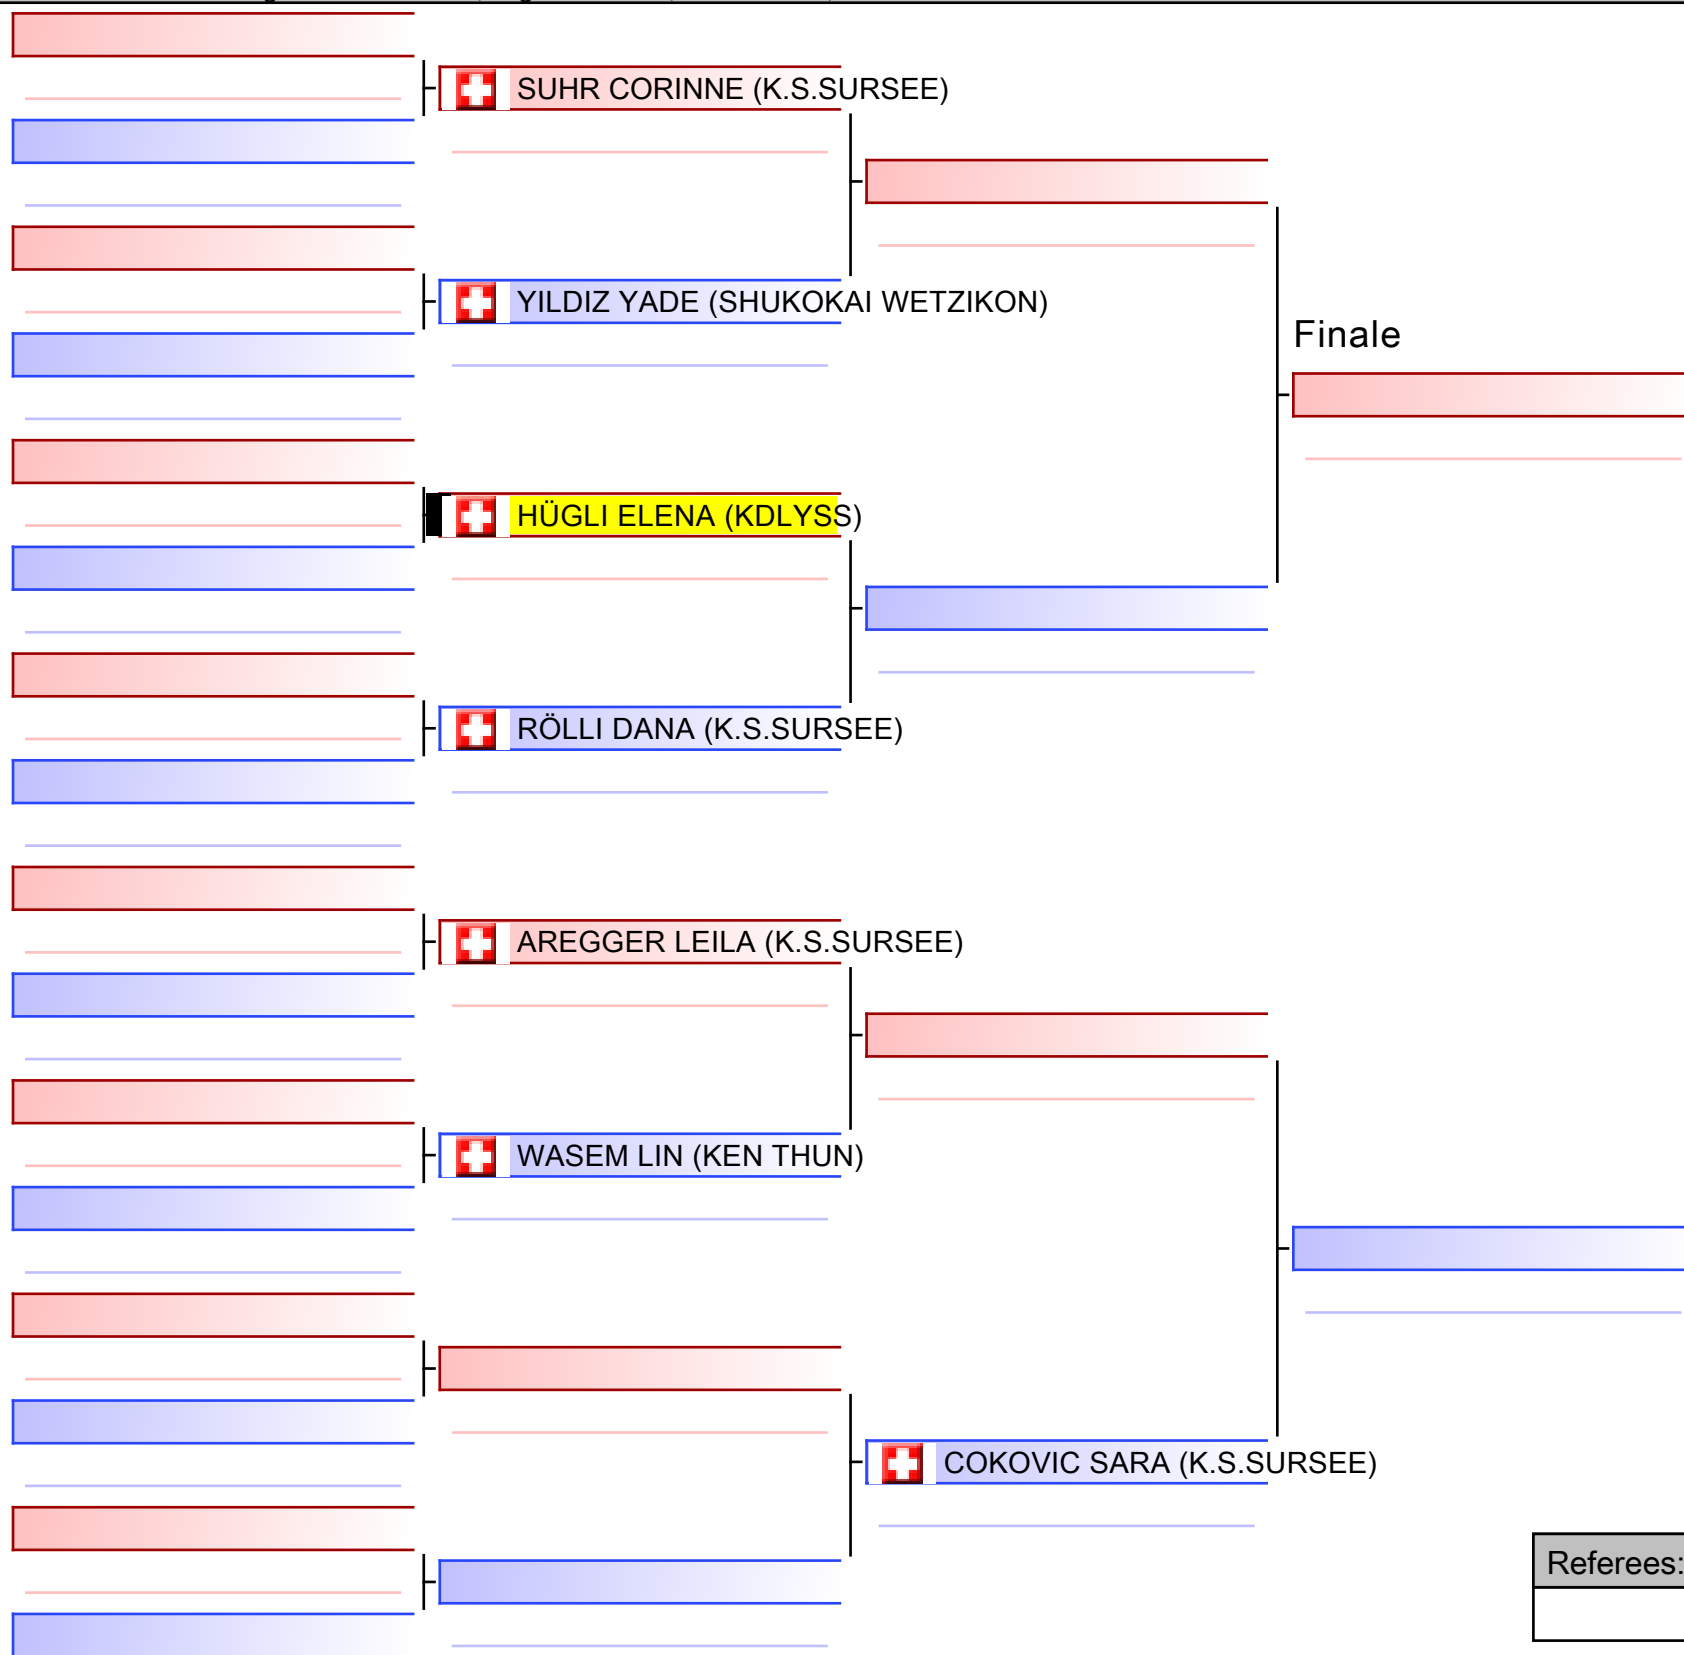 SUHR CORINNE (K.S.SURSEE)
YILDIZ YADE (SHUKOKAI WETZIKON)
Finale
HÜGLI ELENA (KDLYSS)
RÖLLI DANA (K.S.SURSEE)
AREGGER LEILA (K.S.SURSEE)
WASEM LIN (KEN THUN)
COKOVIC SARA (K.S.SURSEE)
Referees: